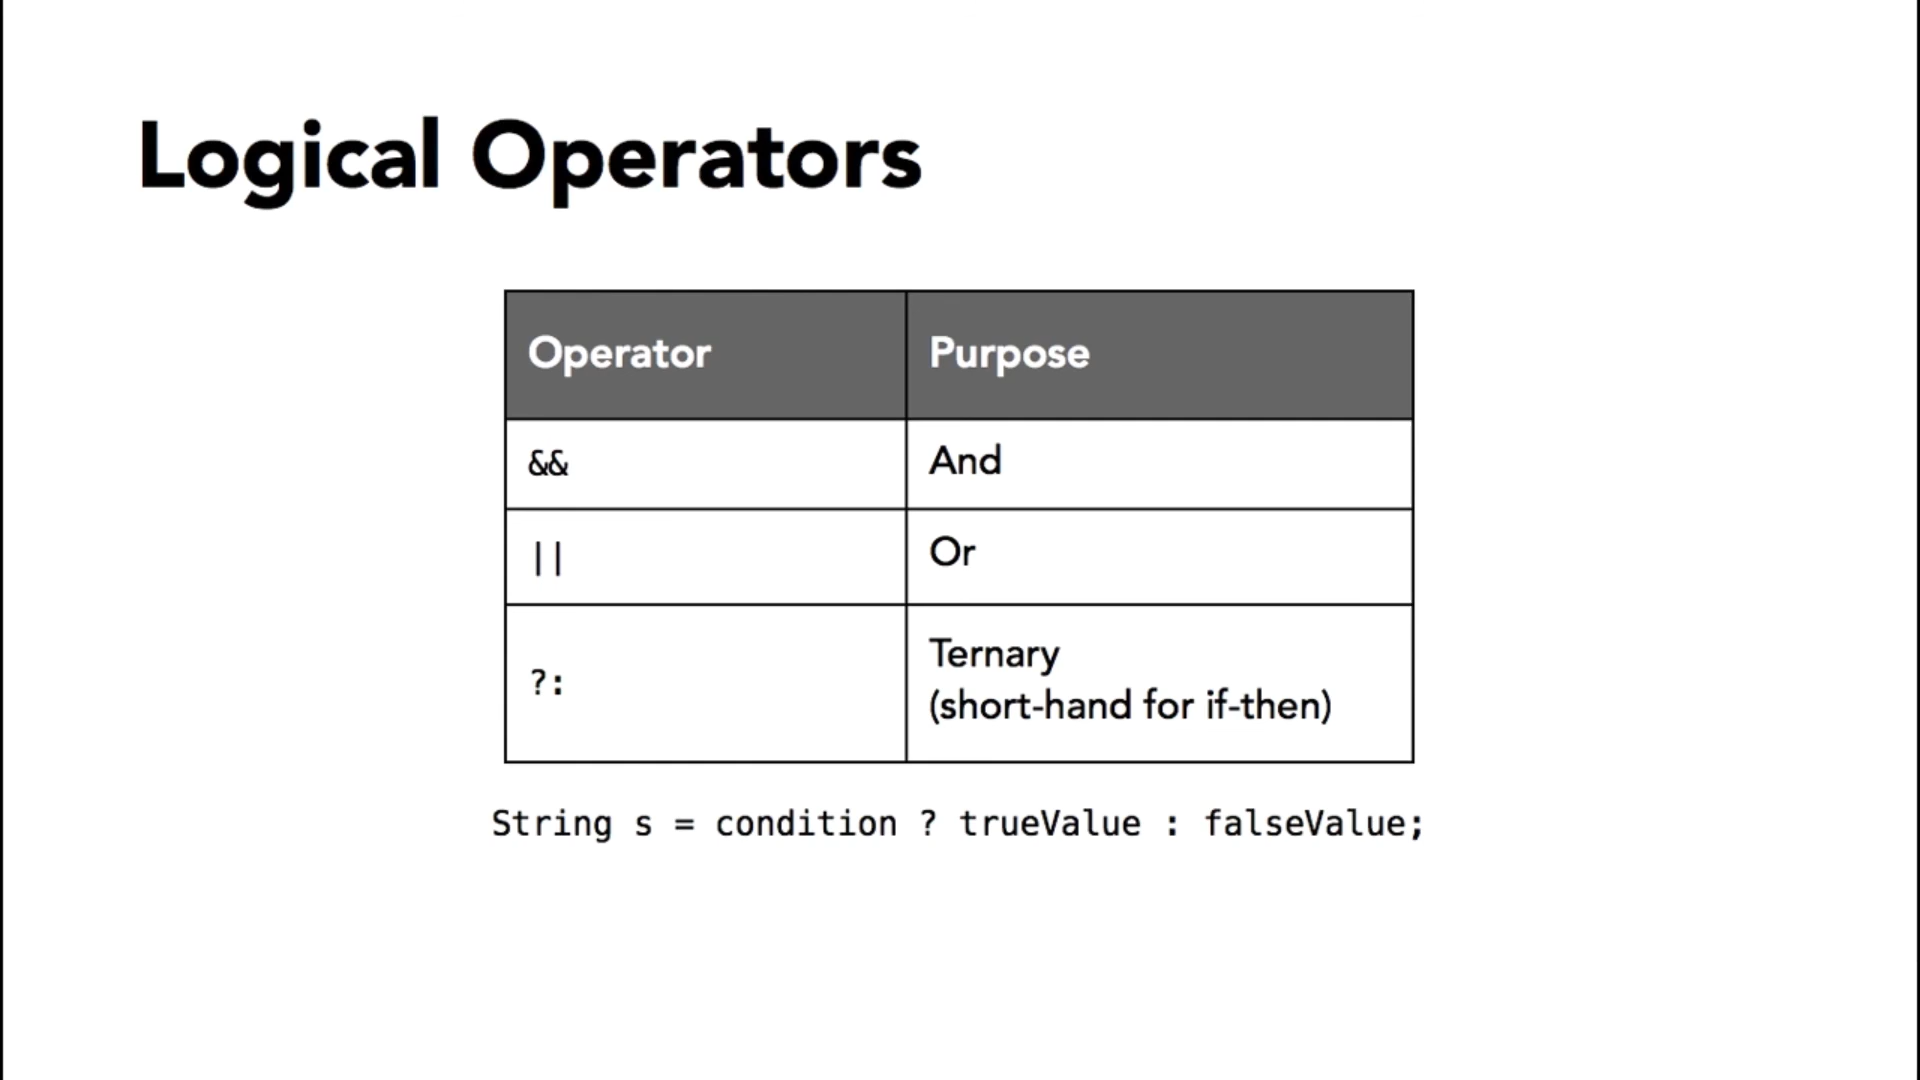 Logical Operators
Operator Purpose
&& And
|| Or
?: Ternary
(short-hand for if-then)
String s = condition ? trueValue : falseValue;